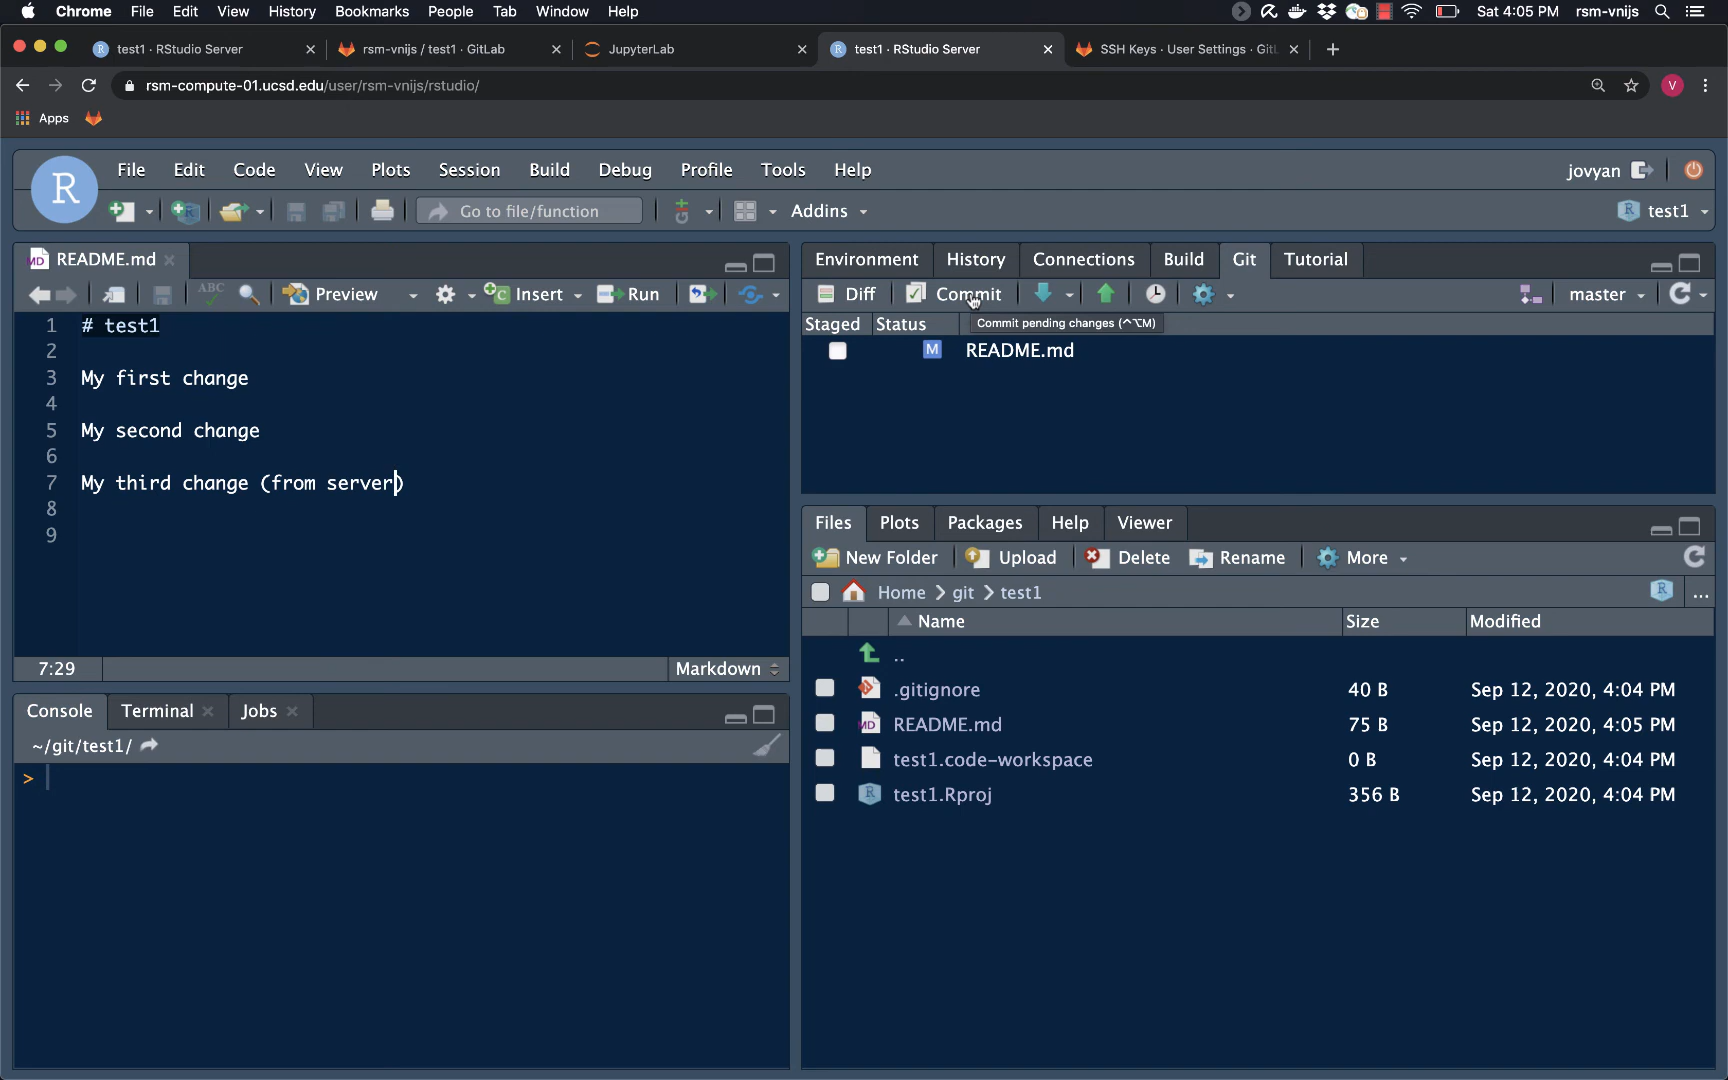 Chrome File Edit View History Bookmarks People Tab Window Help Sat 4:05 PM rsm-vnijs
test1 · RStudio Server rsm-vnijs / test1 · GitLab JupyterLab test1 · RStudio Server SSH Keys · User Settings · GitL
rsm-compute-01.ucsd.edu/user/rsm-vnijs/rstudio/ V
Apps
R File Edit Code View Plots Session Build Debug Profile Tools Help jovyan
Go to file/function Addins R test1
MD README.md
ABC Preview Insert Run
1 # test1
2
3 My first change
4
5 My second change
6
7 My third change (from server)
8
9
7:29 Markdown
Console Terminal Jobs
~/git/test1/
>
Environment History Connections Build Git Tutorial
Diff Commit master
Staged Status Commit pending changes (^⌥M)
M README.md
Files Plots Packages Help Viewer
New Folder Upload Delete Rename More
Home git test1 R ...
Name Size Modified
..
.gitignore 40 B Sep 12, 2020, 4:04 PM
MD README.md 75 B Sep 12, 2020, 4:05 PM
test1.code-workspace 0 B Sep 12, 2020, 4:04 PM
R test1.Rproj 356 B Sep 12, 2020, 4:04 PM